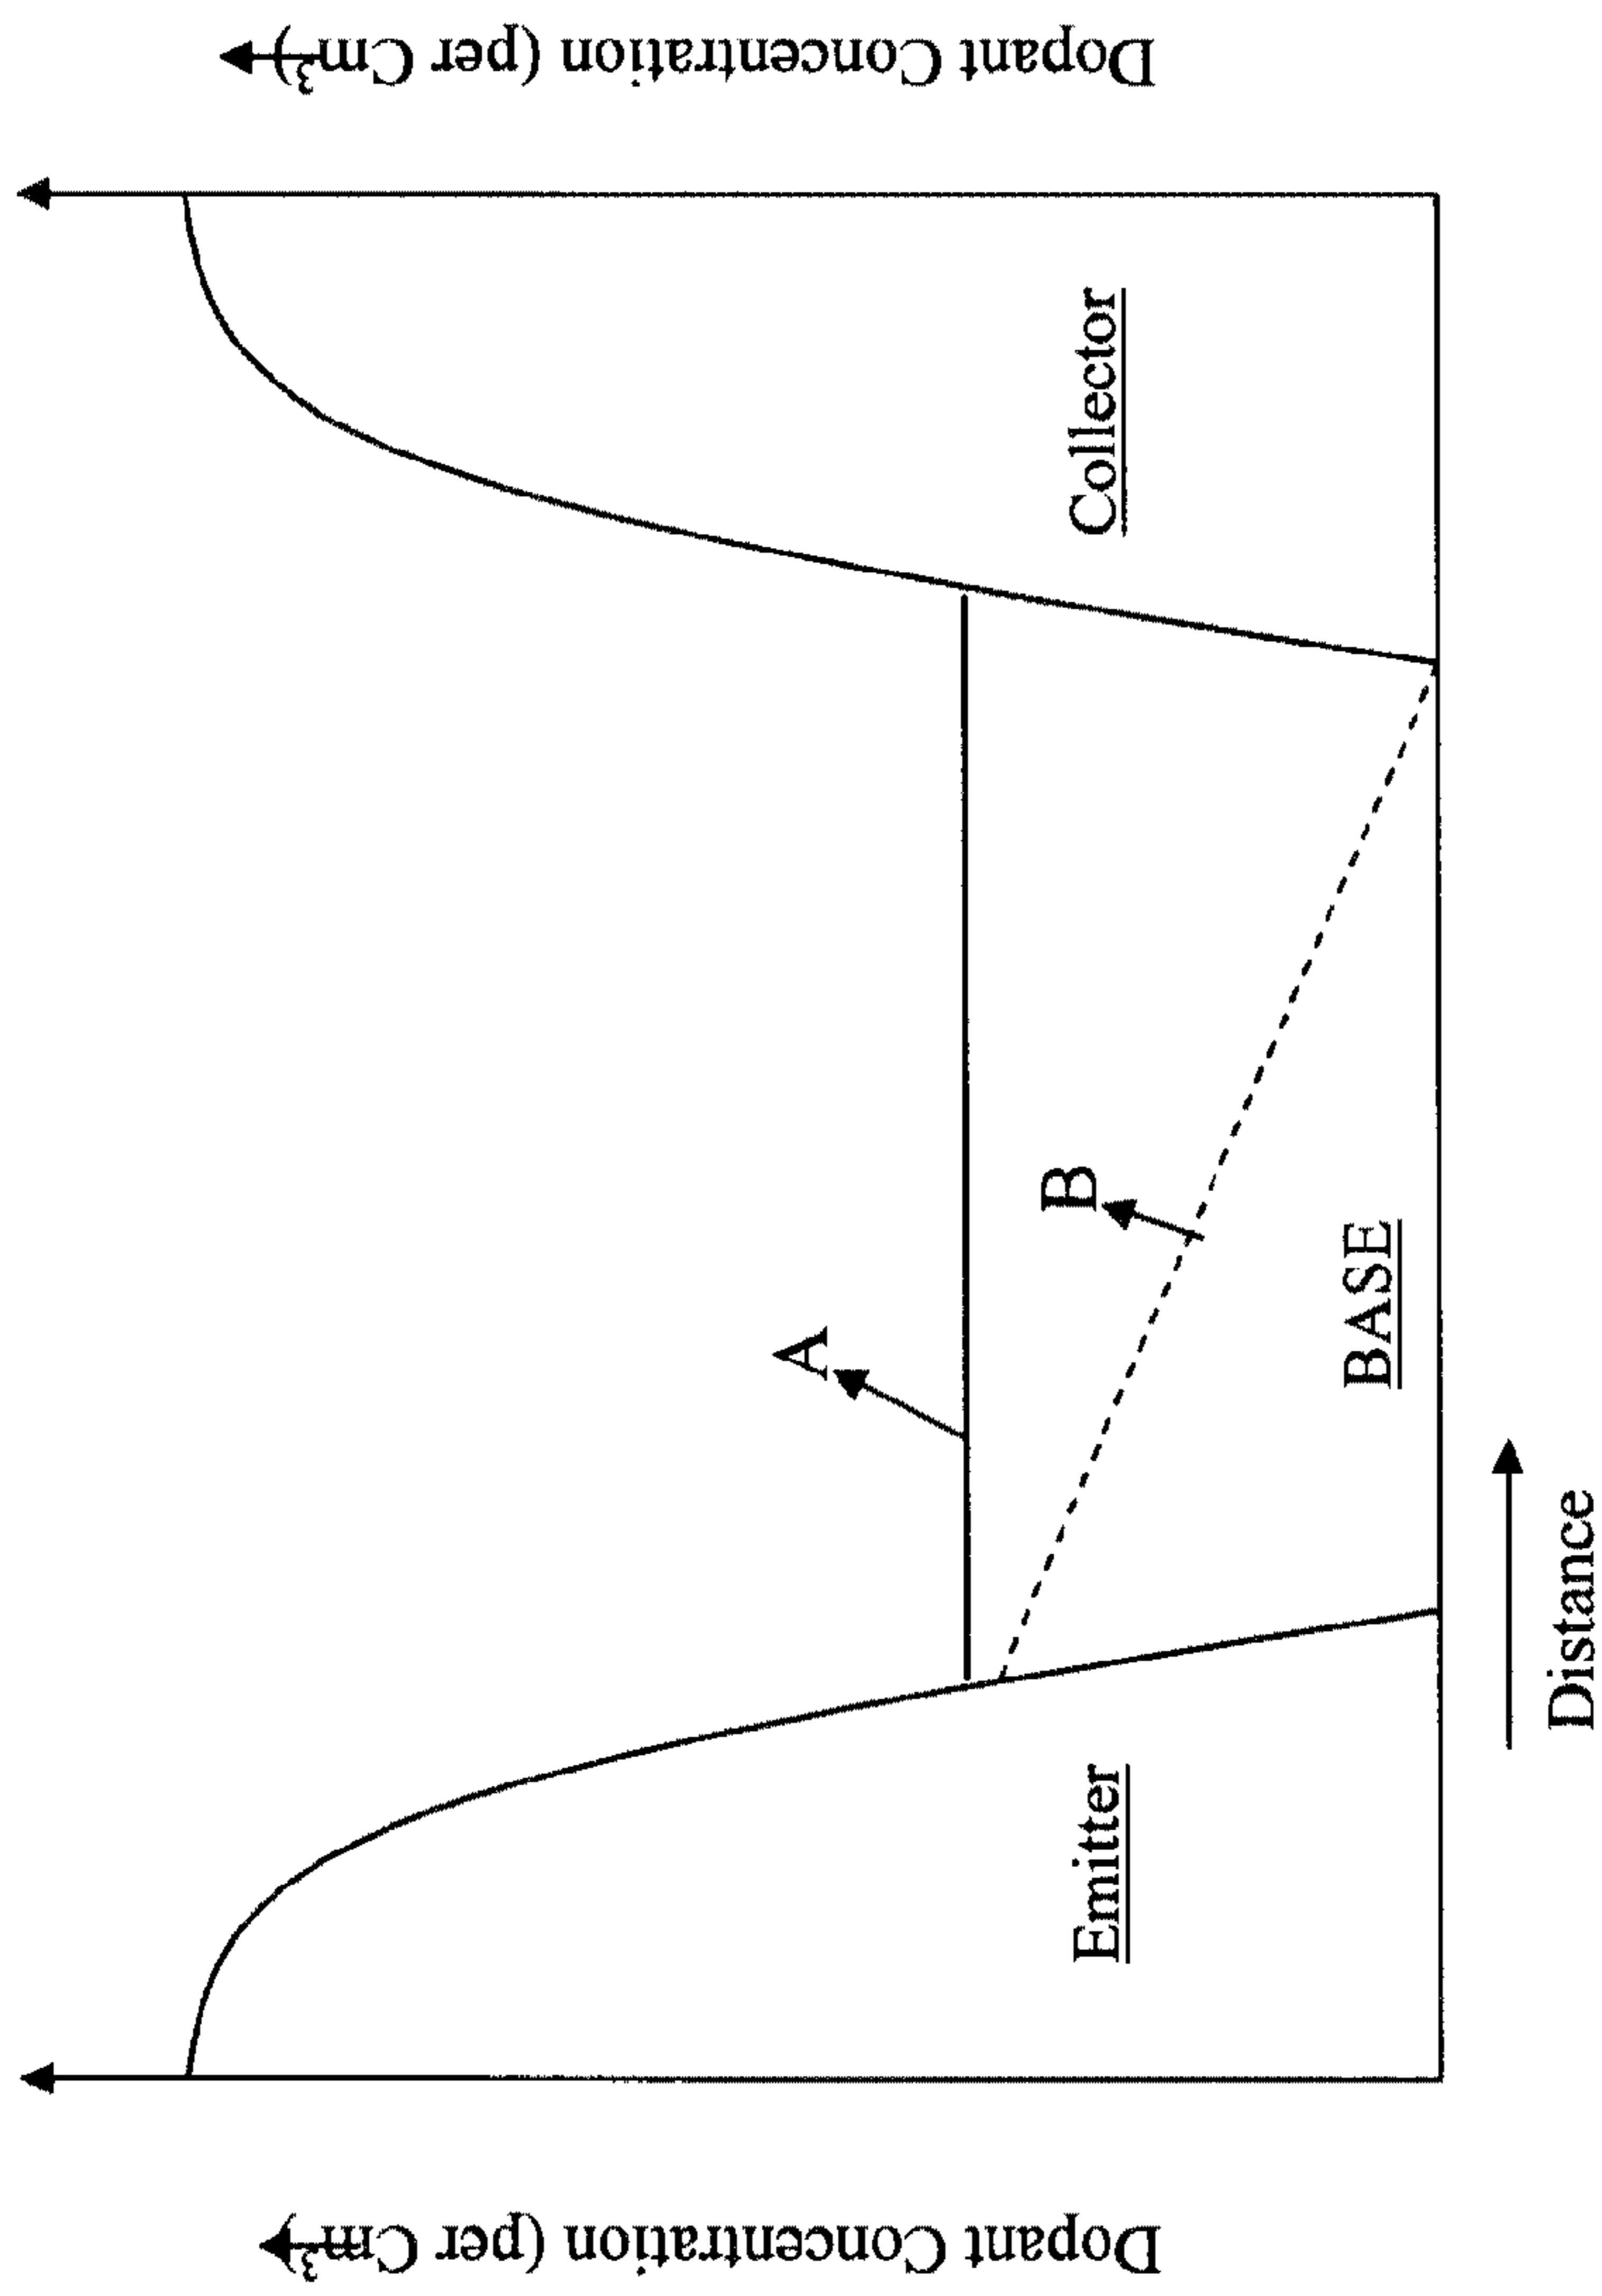 Dopant Concentration (per Cm³)
Dopant Concentration (per Cm³)
A
B
Emitter
Collector
BASE
Distance